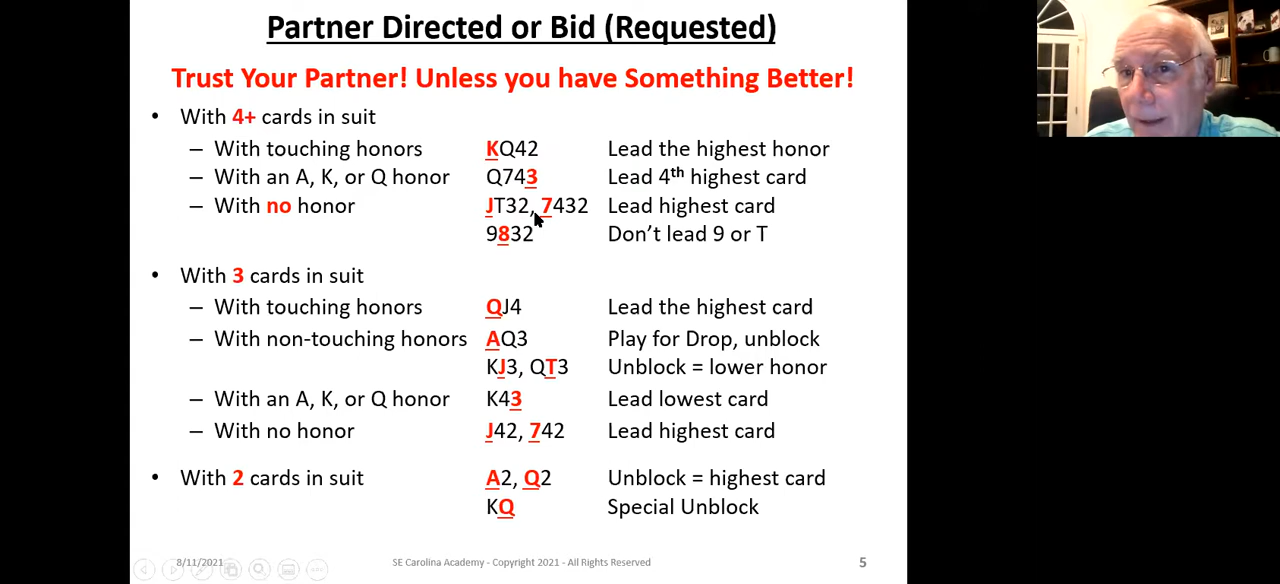 Partner Directed or Bid (Requested)
Trust Your Partner! Unless you have Something Better!
• With 4+ cards in suit
– With touching honors KQ42 Lead the highest honor
– With an A, K, or Q honor Q743 Lead 4th highest card
– With no honor JT32, 7432 Lead highest card
9832 Don't lead 9 or T
• With 3 cards in suit
– With touching honors QJ4 Lead the highest card
– With non-touching honors AQ3 Play for Drop, unblock
KJ3, QT3 Unblock = lower honor
– With an A, K, or Q honor K43 Lead lowest card
– With no honor J42, 742 Lead highest card
• With 2 cards in suit A2, Q2 Unblock = highest card
KQ Special Unblock
8/11/2021 SE Carolina Academy - Copyright 2021 - All Rights Reserved 5